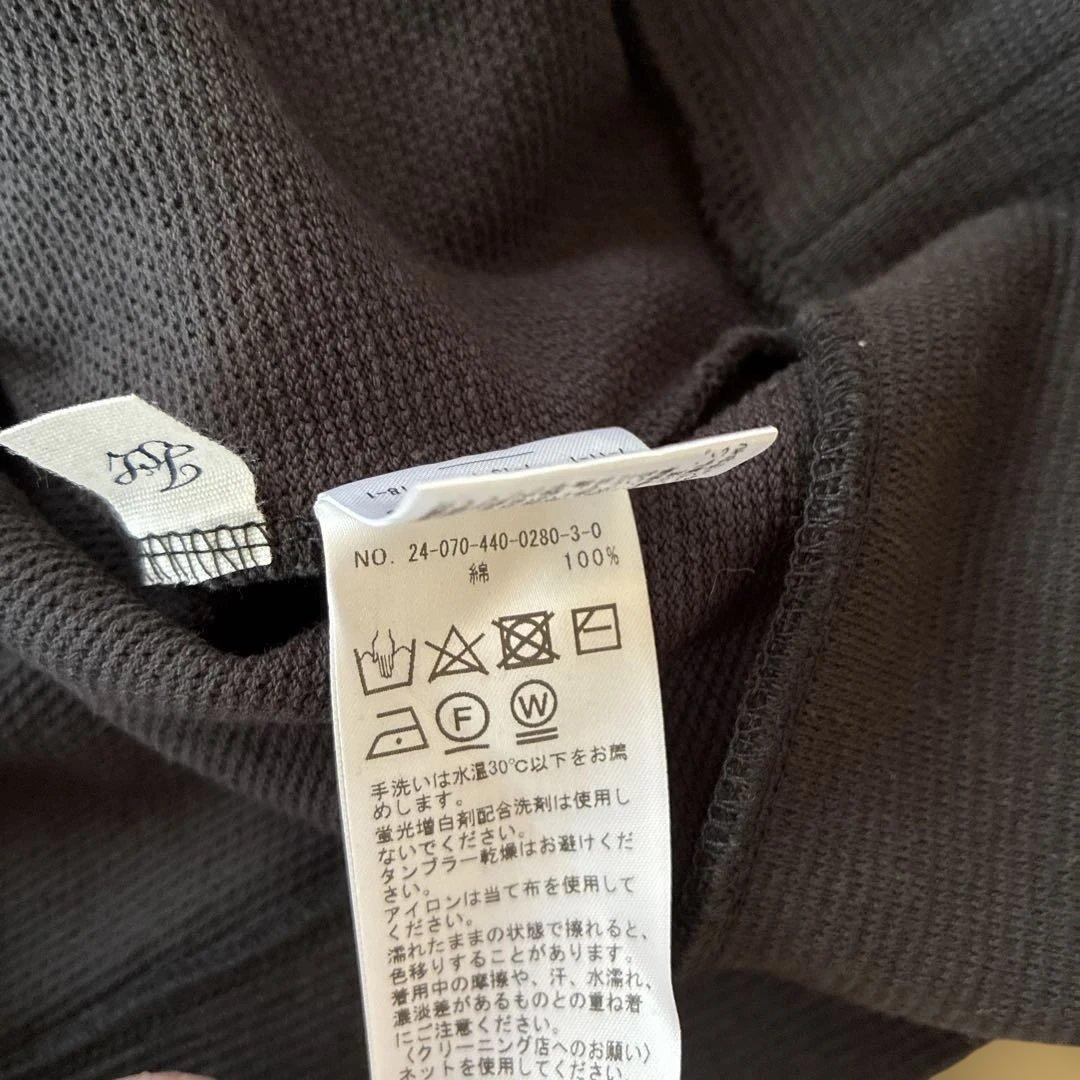 NO. 24-070-440-0280-3-0
綿 100%
F W
手洗いは水温30℃以下をお薦
めします。
蛍光増白剤配合洗剤は使用し
ないでください。
タンブラー乾燥はお避けくだ
さい。
アイロンは当て布を使用して
ください。
濡れたままの状態で擦れると、
色移りすることがあります。
着用中の摩擦や、汗、水濡れ、
濃淡差があるものとの重ね着
にご注意ください。
〈クリーニング店へのお願い〉
ネットを使用してください。